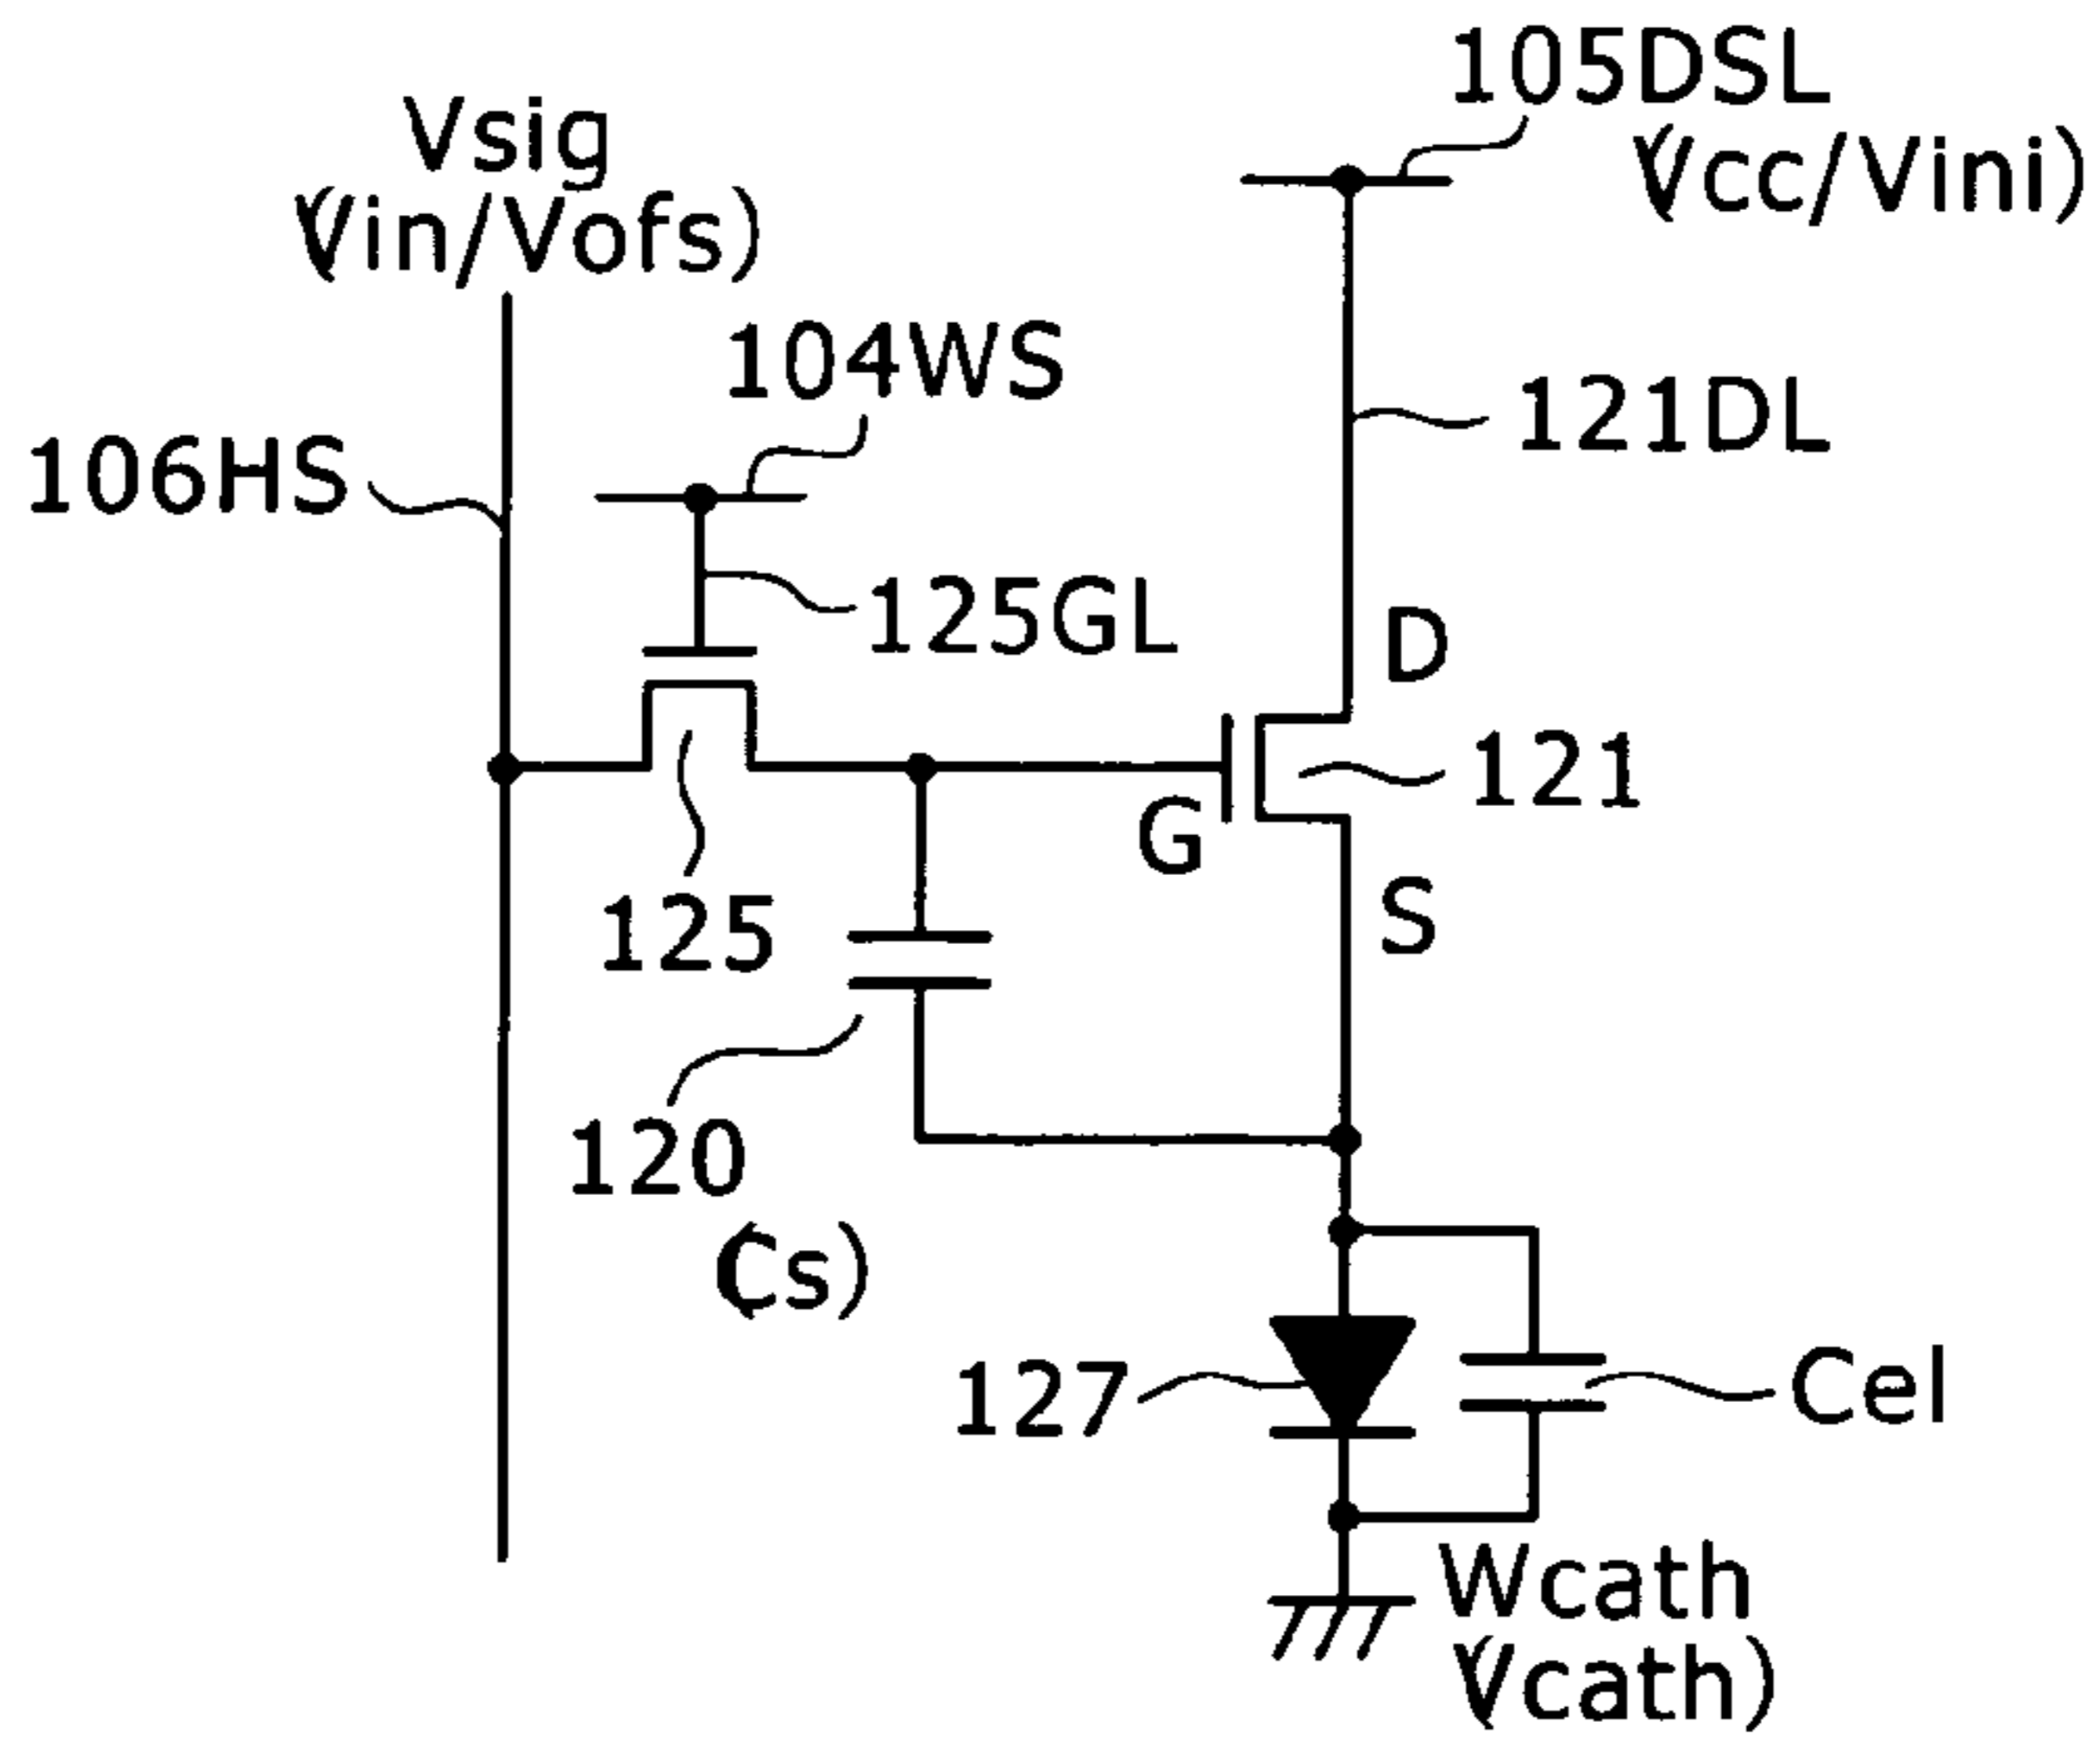 105DSL
(Vcc/Vini)
Vsig
(Vin/Vofs)
104WS
121DL
106HS
125GL
D
121
G
S
125
120
(Cs)
127
Cel
Wcath
(Vcath)